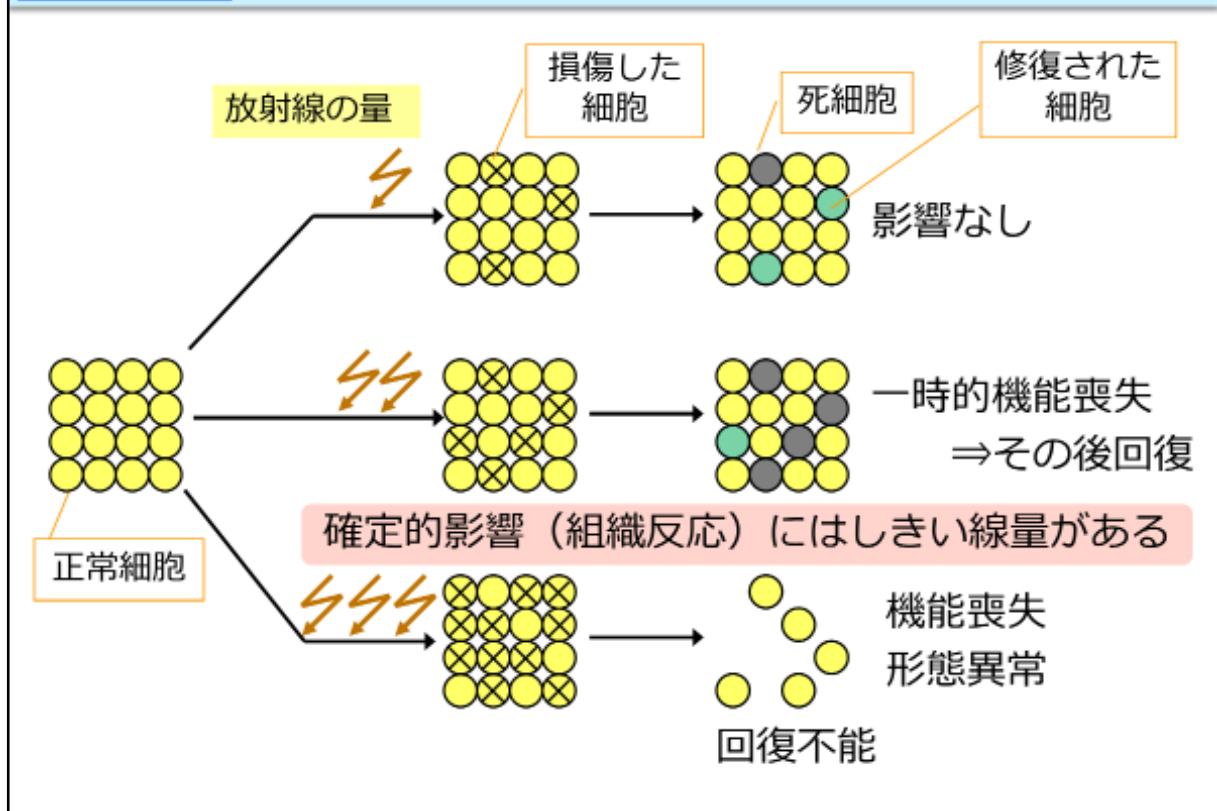 放射線の量
損傷した
細胞
死細胞
修復された
細胞
影響なし
一時的機能喪失
⇒その後回復
確定的影響（組織反応）にはしきい線量がある
正常細胞
機能喪失
形態異常
回復不能